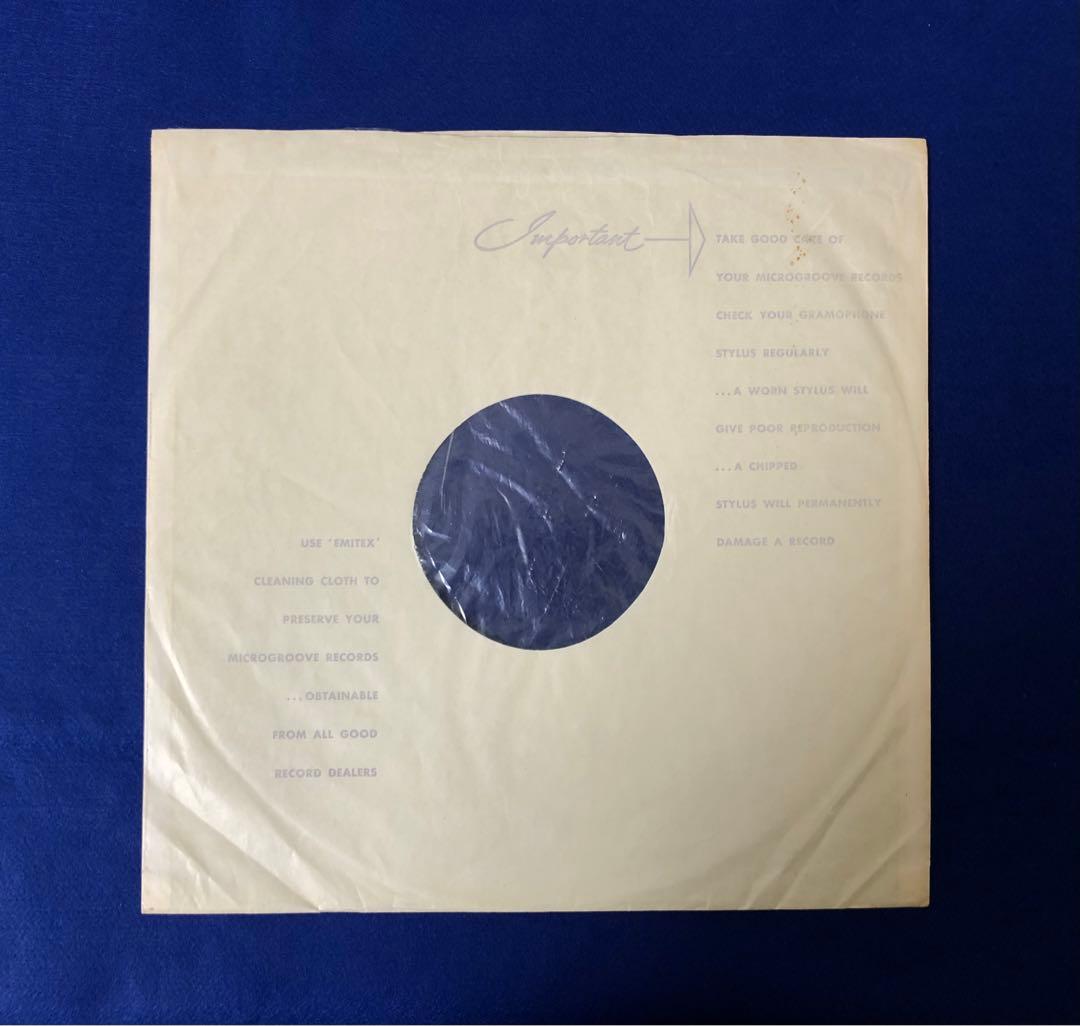 Important
TAKE GOOD CARE OF
YOUR MICROGROOVE RECORDS
CHECK YOUR GRAMOPHONE
STYLUS REGULARLY
...A WORN STYLUS WILL
GIVE POOR REPRODUCTION
...A CHIPPED
STYLUS WILL PERMANENTLY
DAMAGE A RECORD
USE 'EMITEX'
CLEANING CLOTH TO
PRESERVE YOUR
MICROGROOVE RECORDS
...OBTAINABLE
FROM ALL GOOD
RECORD DEALERS